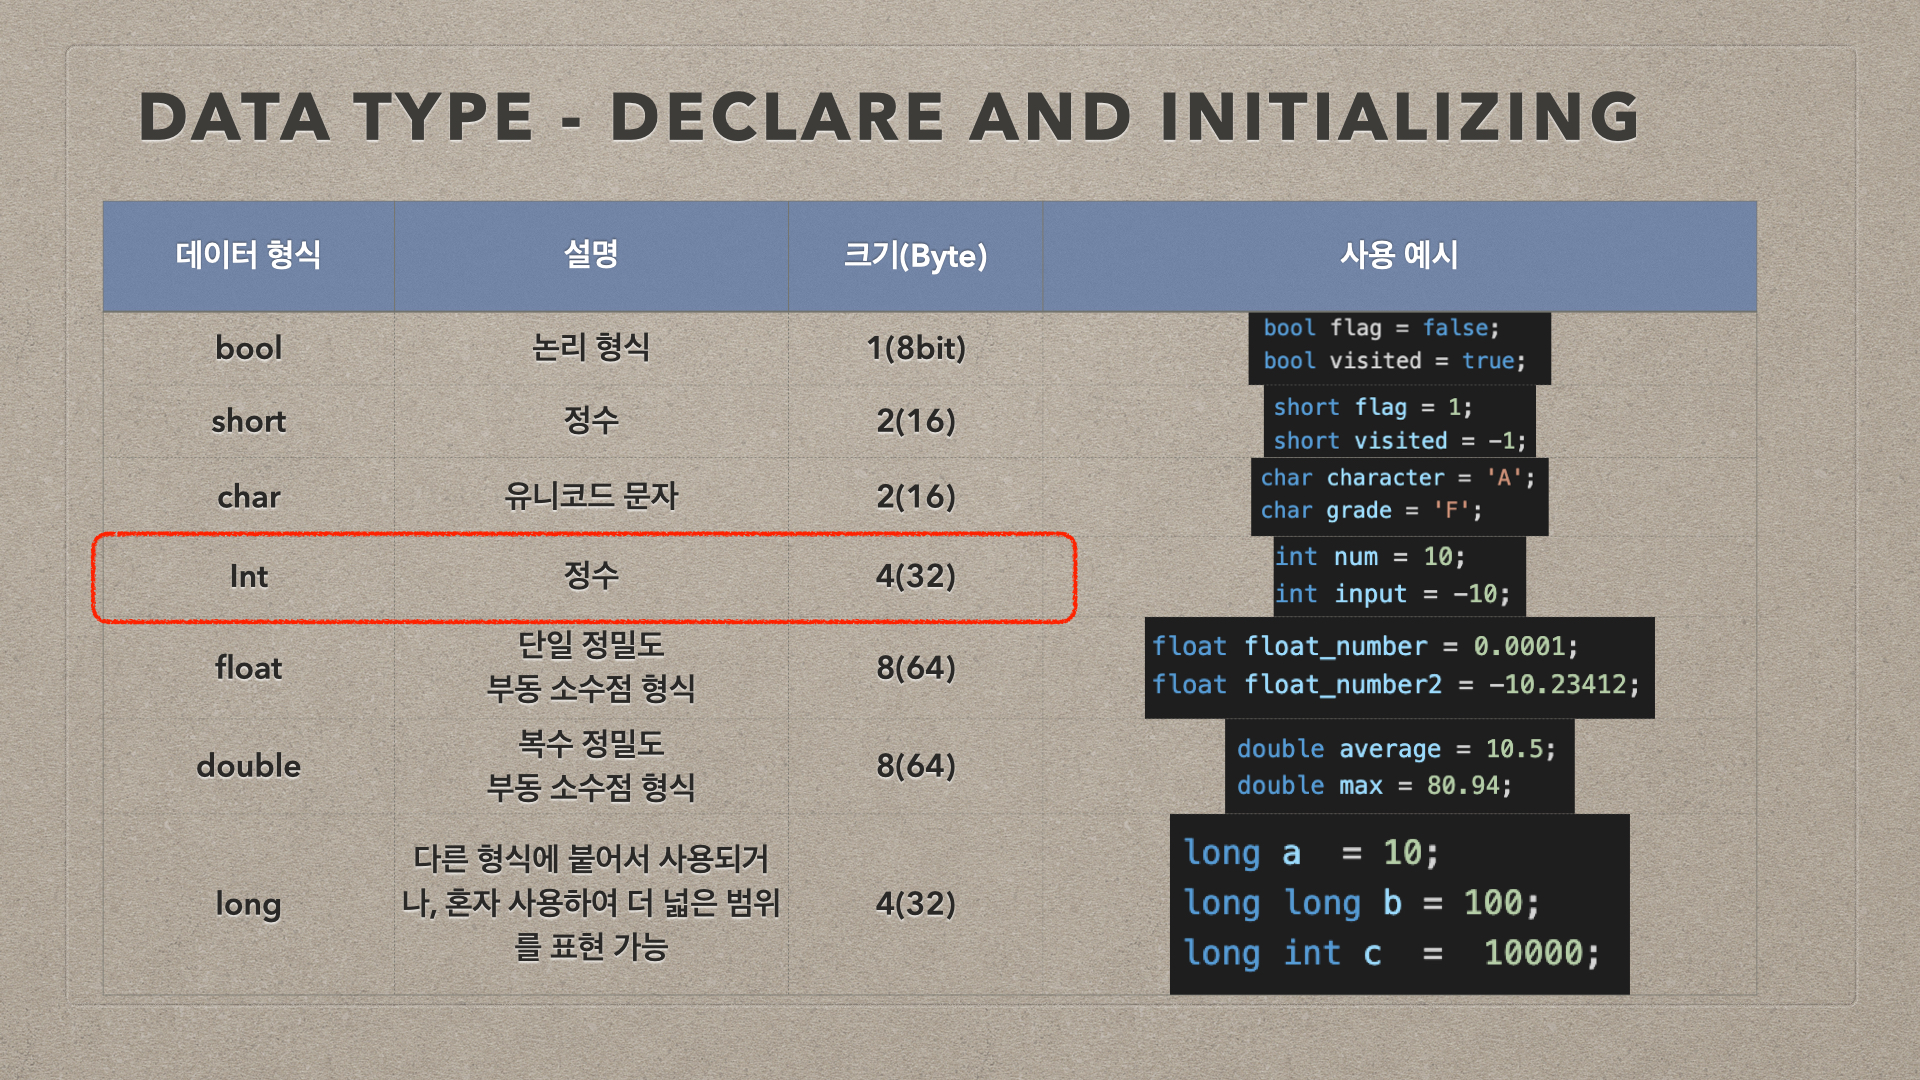 DATA TYPE - DECLARE AND INITIALIZING
데이터 형식 설명 크기(Byte) 사용 예시
bool 논리 형식 1(8bit)
bool flag = false;
bool visited = true;
short 정수 2(16)
short flag = 1;
short visited = -1;
char 유니코드 문자 2(16)
char character = 'A';
char grade = 'F';
Int 정수 4(32)
int num = 10;
int input = -10;
float
단일 정밀도
부동 소수점 형식
8(64)
float float_number = 0.0001;
float float_number2 = -10.23412;
double
복수 정밀도
부동 소수점 형식
8(64)
double average = 10.5;
double max = 80.94;
long
다른 형식에 붙어서 사용되거
나, 혼자 사용하여 더 넓은 범위
를 표현 가능
4(32)
long a  = 10;
long long b = 100;
long int c  =  10000;